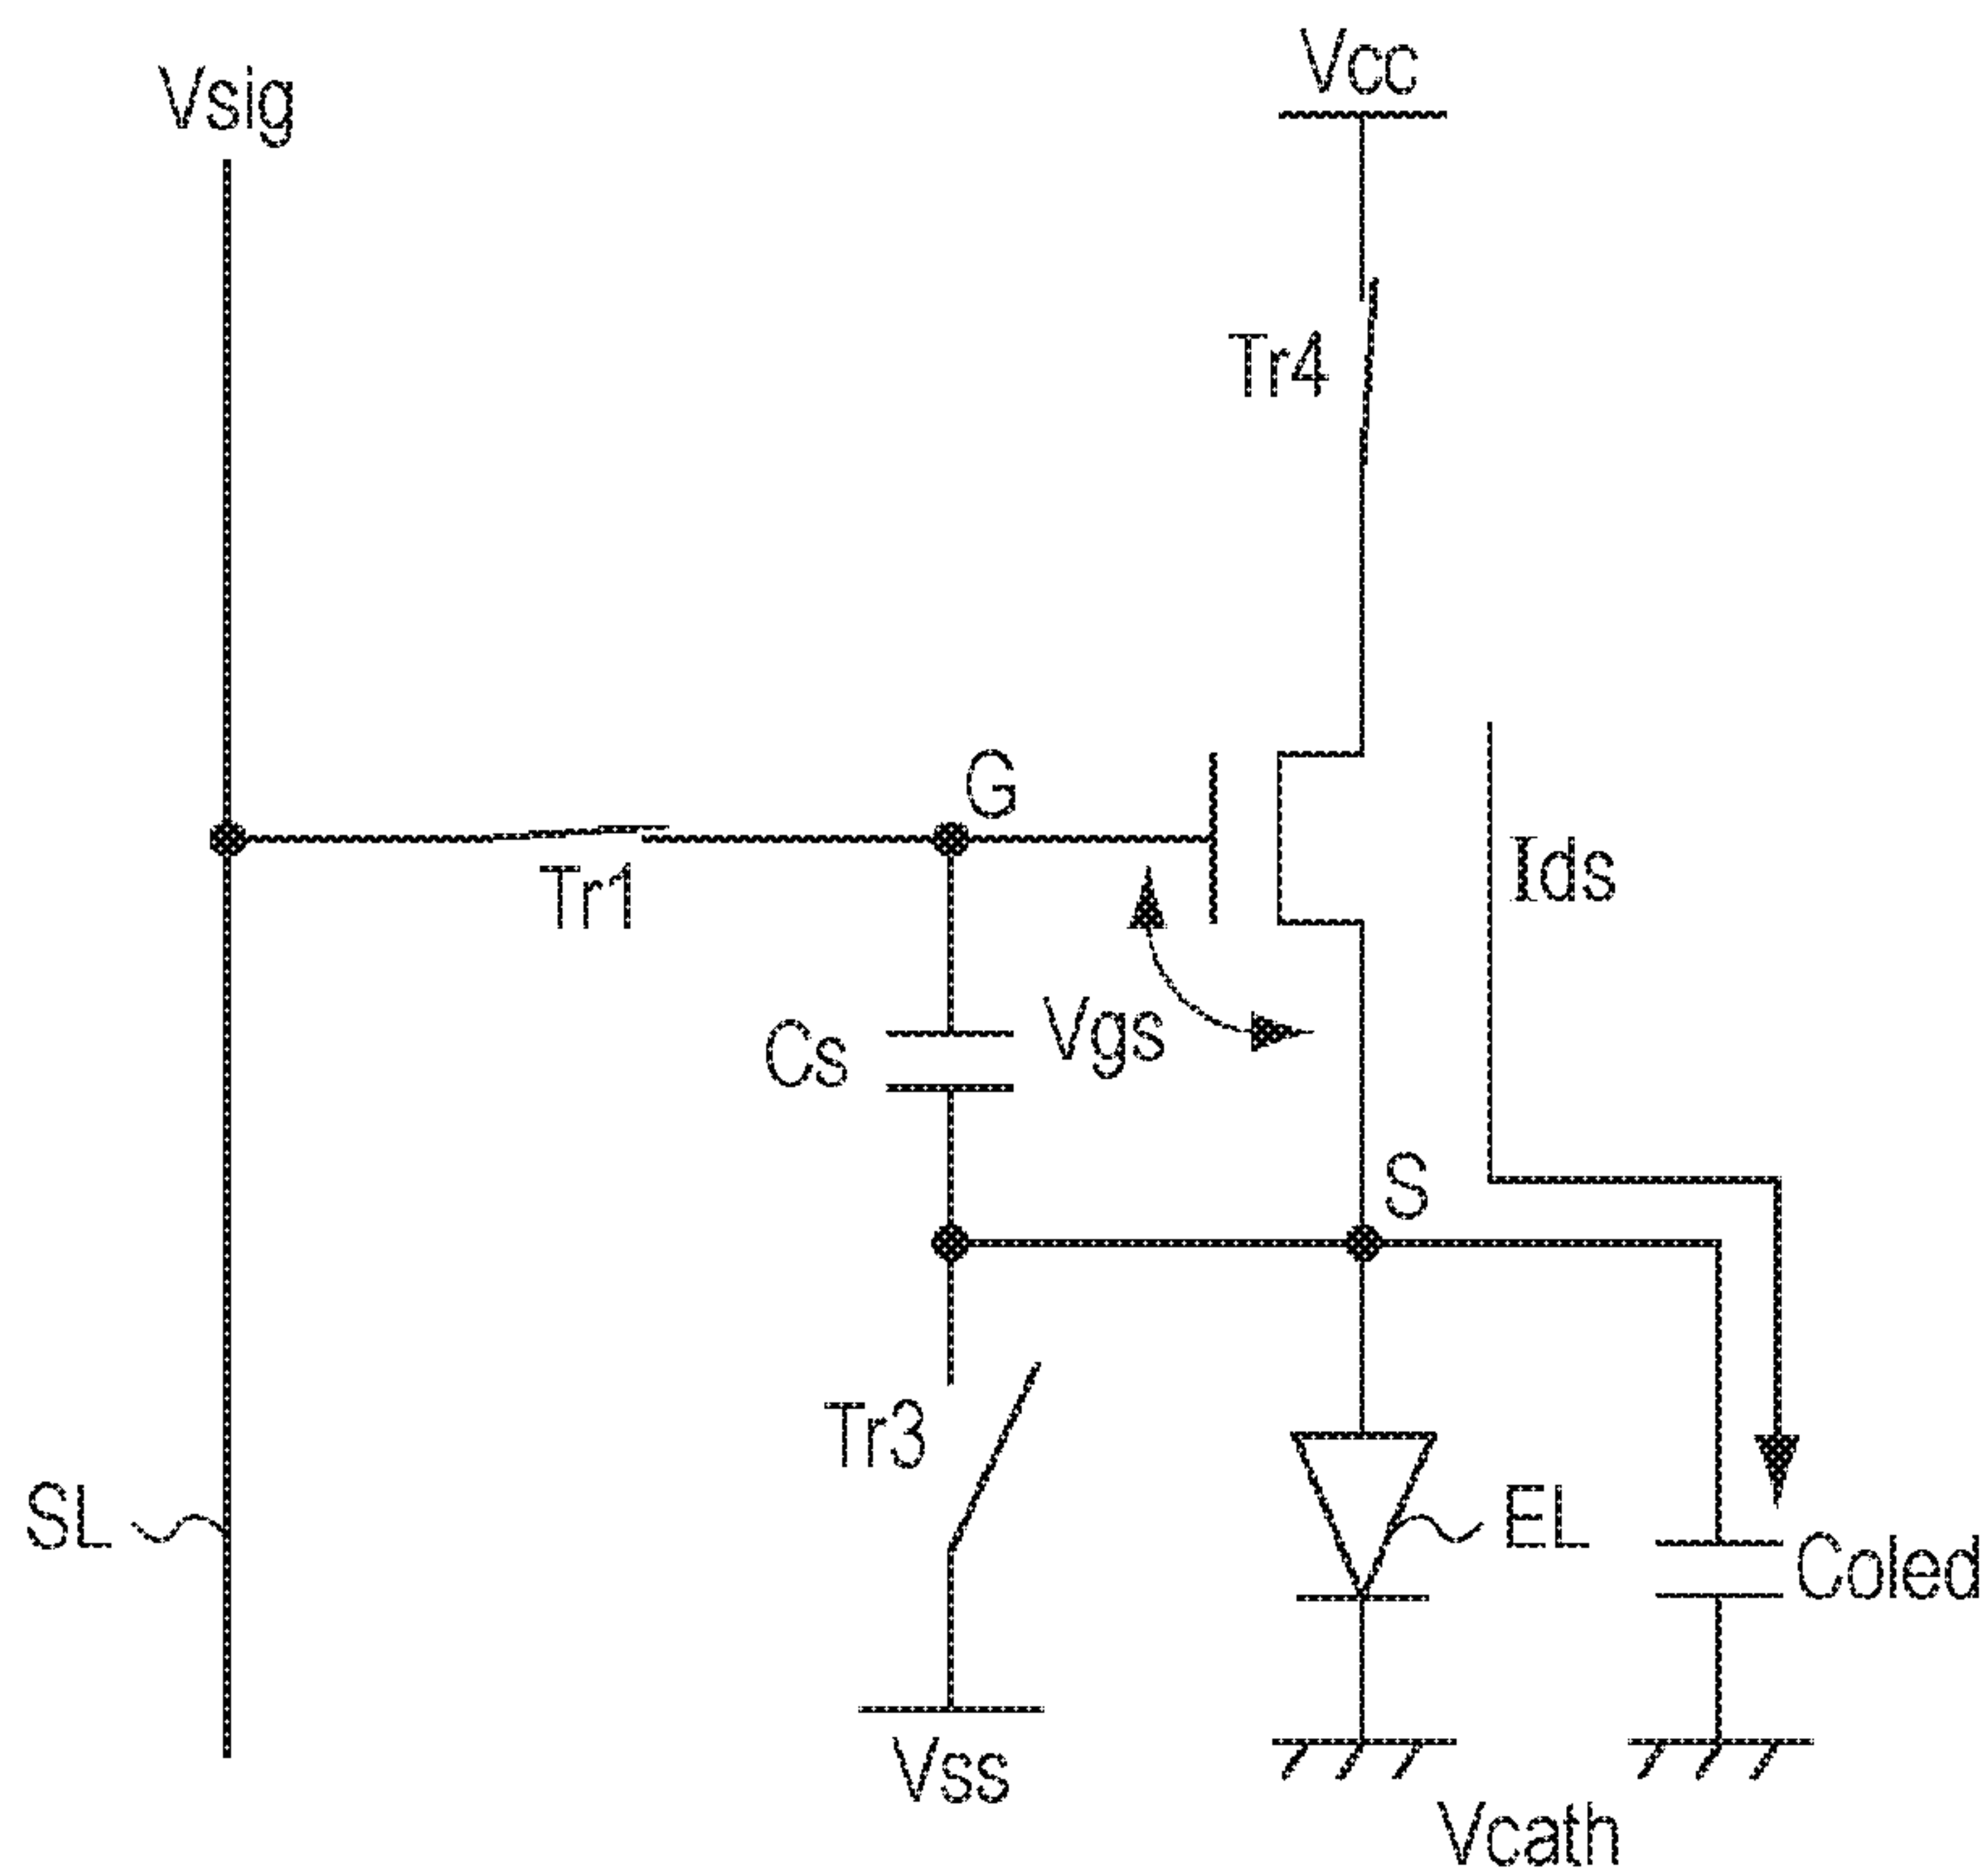 Vsig
Vcc
Tr4
G
Tr1
Ids
Cs
Vgs
S
Tr3
SL
EL
Coled
Vss
Vcath